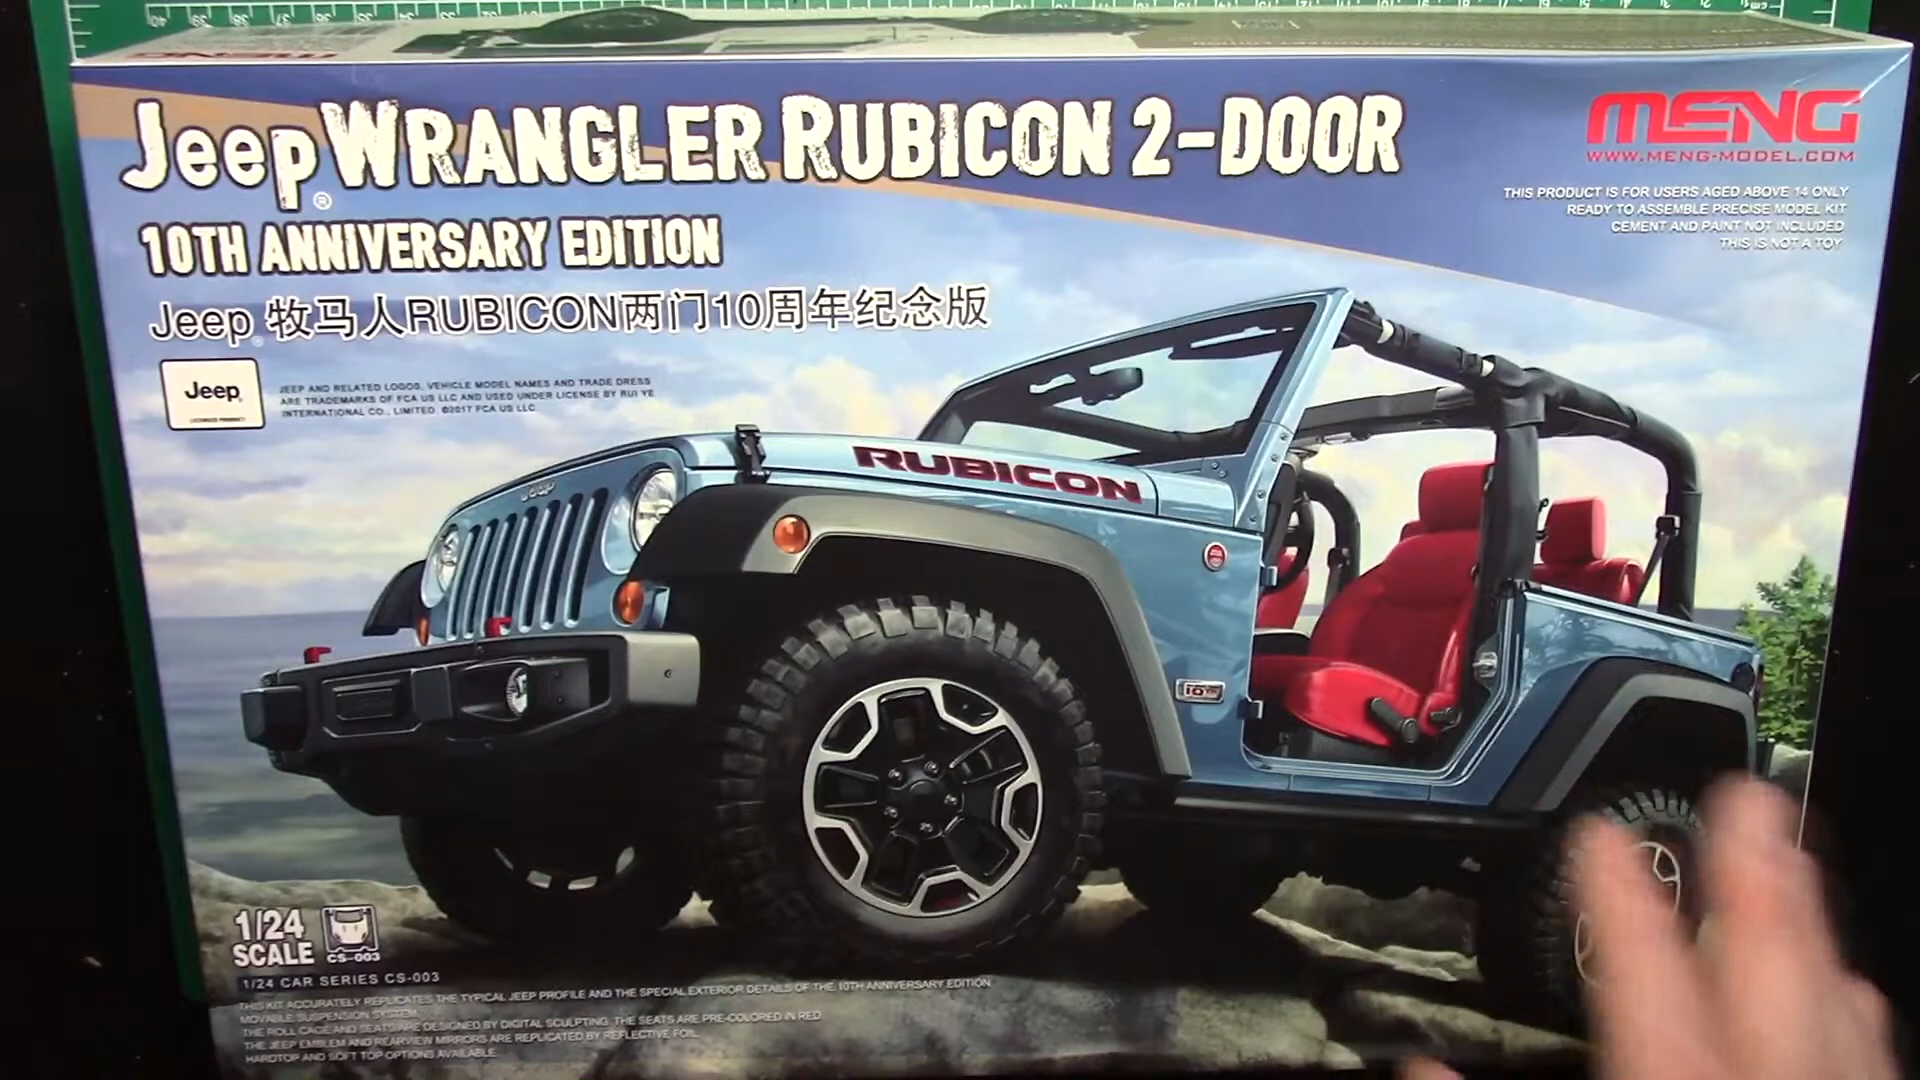 Jeep® WRANGLER RUBICON 2-DOOR
10TH ANNIVERSARY EDITION
Jeep® 牧马人RUBICON两门10周年纪念版
MENG
WWW.MENG-MODEL.COM
THIS PRODUCT IS FOR USERS AGED ABOVE 14 ONLY
READY TO ASSEMBLE PRECISE MODEL KIT
CEMENT AND PAINT NOT INCLUDED
THIS IS NOT A TOY
Jeep®
LICENSED PRODUCT
JEEP AND RELATED LOGOS, VEHICLE MODEL NAMES AND TRADE DRESS
ARE TRADEMARKS OF FCA US LLC AND USED UNDER LICENSE BY RUI YE
INTERNATIONAL CO., LIMITED. ©2017 FCA US LLC.
RUBICON
Jeep
1/24
SCALE
CS-003
1/24 CAR SERIES CS-003
THIS KIT ACCURATELY REPLICATES THE TYPICAL JEEP PROFILE AND THE SPECIAL EXTERIOR DETAILS OF THE 10TH ANNIVERSARY EDITION.
MOVABLE SUSPENSION SYSTEM.
THE ROLL CAGE AND SEATS ARE DESIGNED BY DIGITAL SCULPTING. THE SEATS ARE PRE-COLORED IN RED.
THE JEEP EMBLEM AND REARVIEW MIRRORS ARE REPLICATED BY REFLECTIVE FOIL.
HARDTOP AND SOFT TOP OPTIONS AVAILABLE.